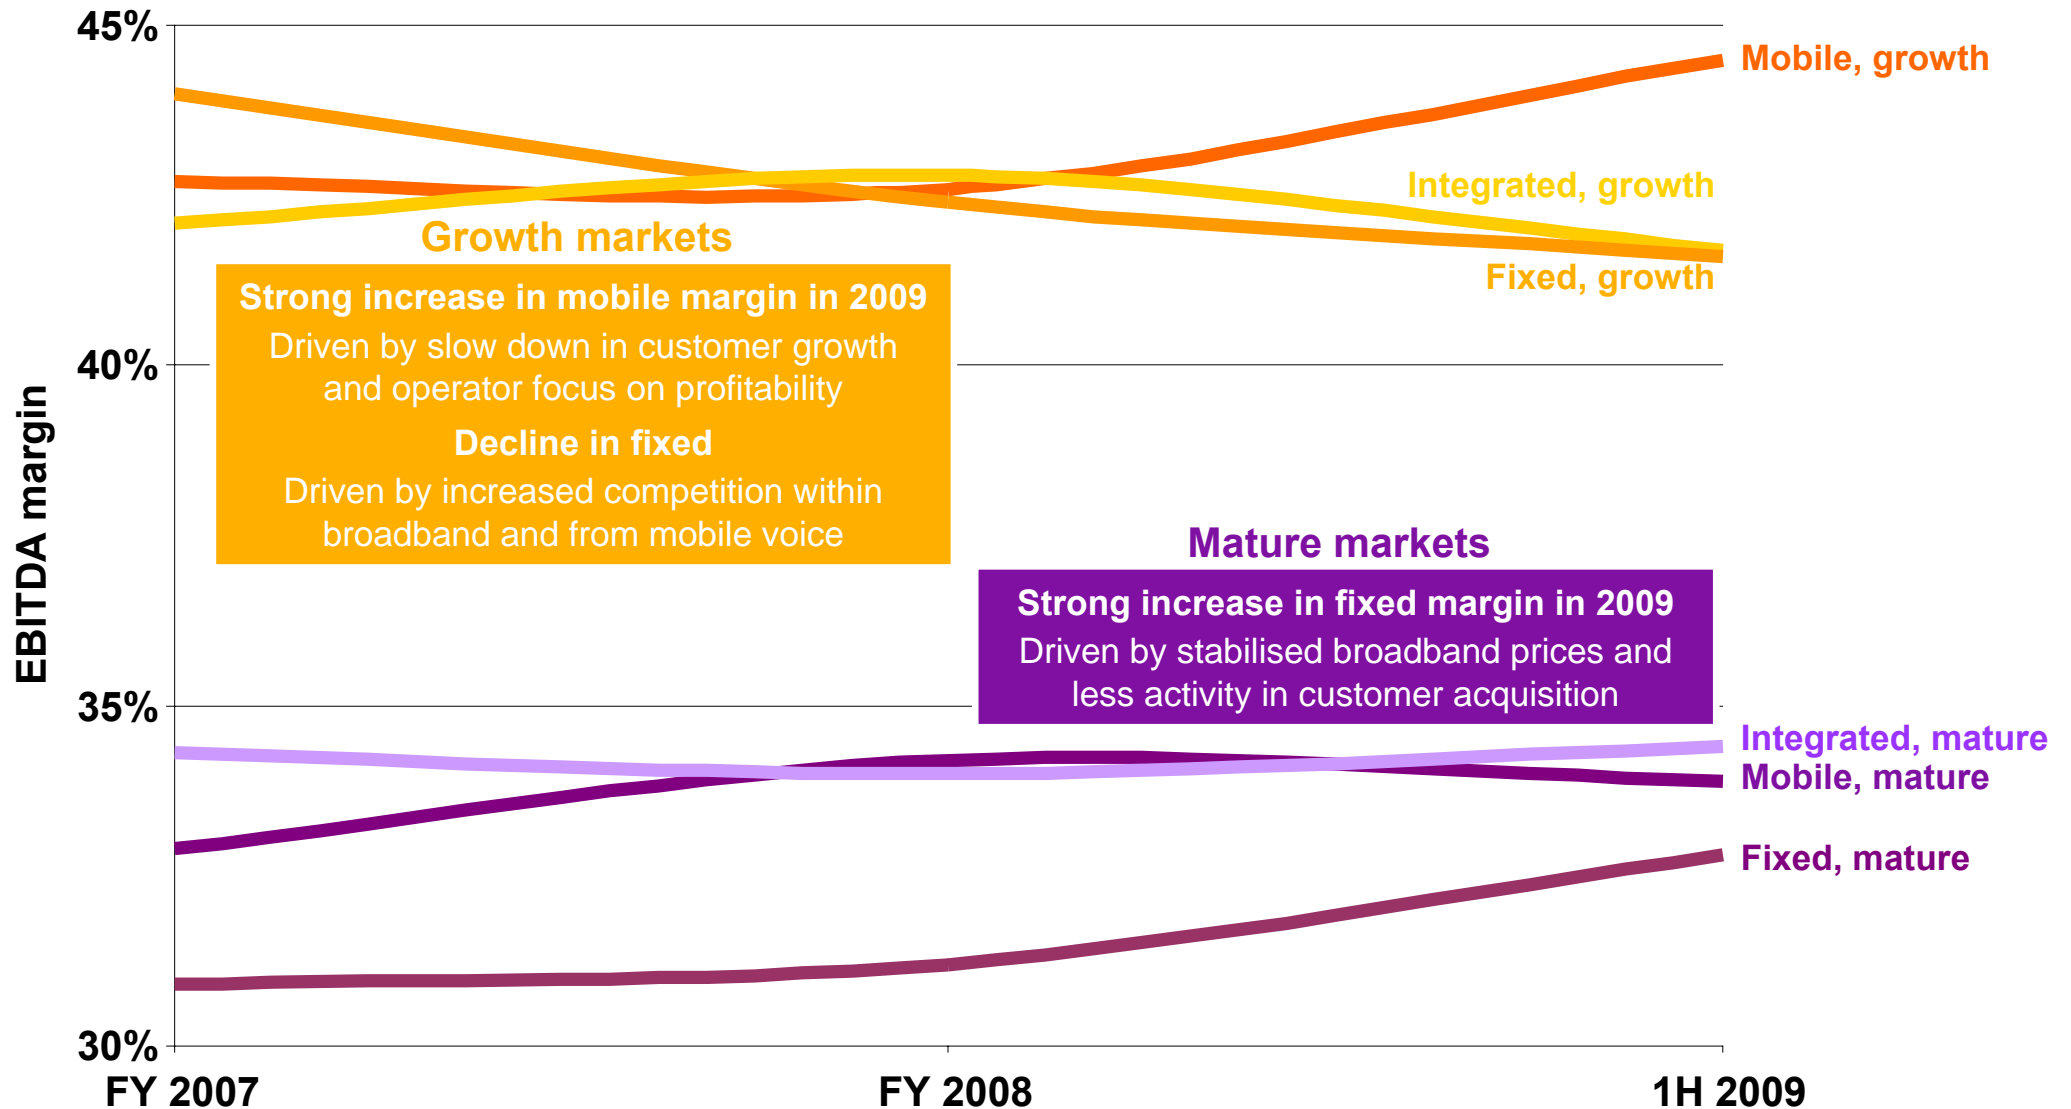 45%
Mobile, growth
Integrated, growth
Growth markets
Fixed, growth
Strong increase in mobile margin in 2009
Driven by slow down in customer growth
and operator focus on profitability
40%
Decline in fixed
Driven by increased competition within
broadband and from mobile voice
EBITDA margin
Mature markets
Strong increase in fixed margin in 2009
Driven by stabilised broadband prices and
less activity in customer acquisition
35%
Integrated, mature
Mobile, mature
Fixed, mature
30%
FY 2007
FY 2008
1H 2009